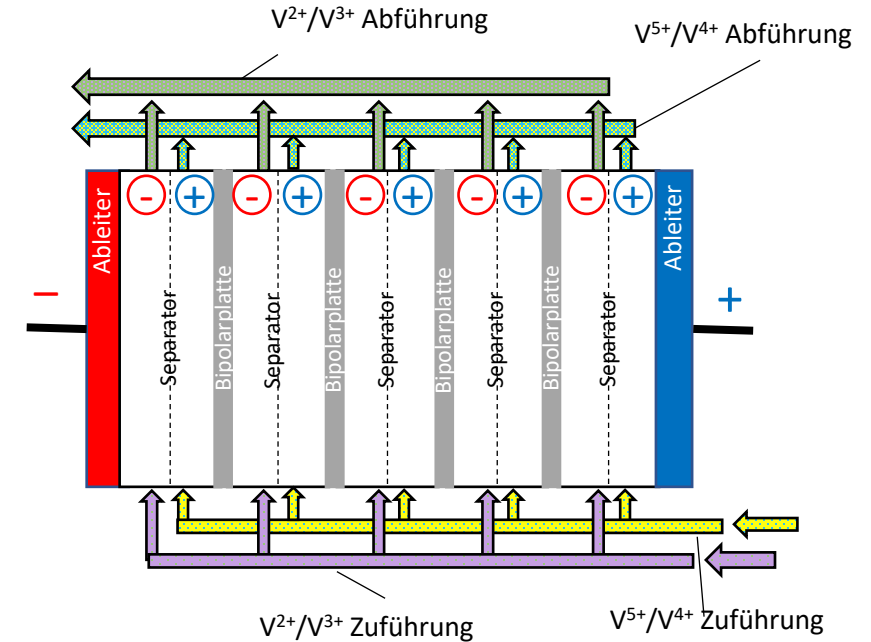 V²⁺/V³⁺ Abführung
V⁵⁺/V⁴⁺ Abführung
- + - + - + - + - +
Ableiter
Separator
Bipolarplatte
Separator
Bipolarplatte
Separator
Bipolarplatte
Separator
Bipolarplatte
Separator
Ableiter
− +
V²⁺/V³⁺ Zuführung
V⁵⁺/V⁴⁺ Zuführung